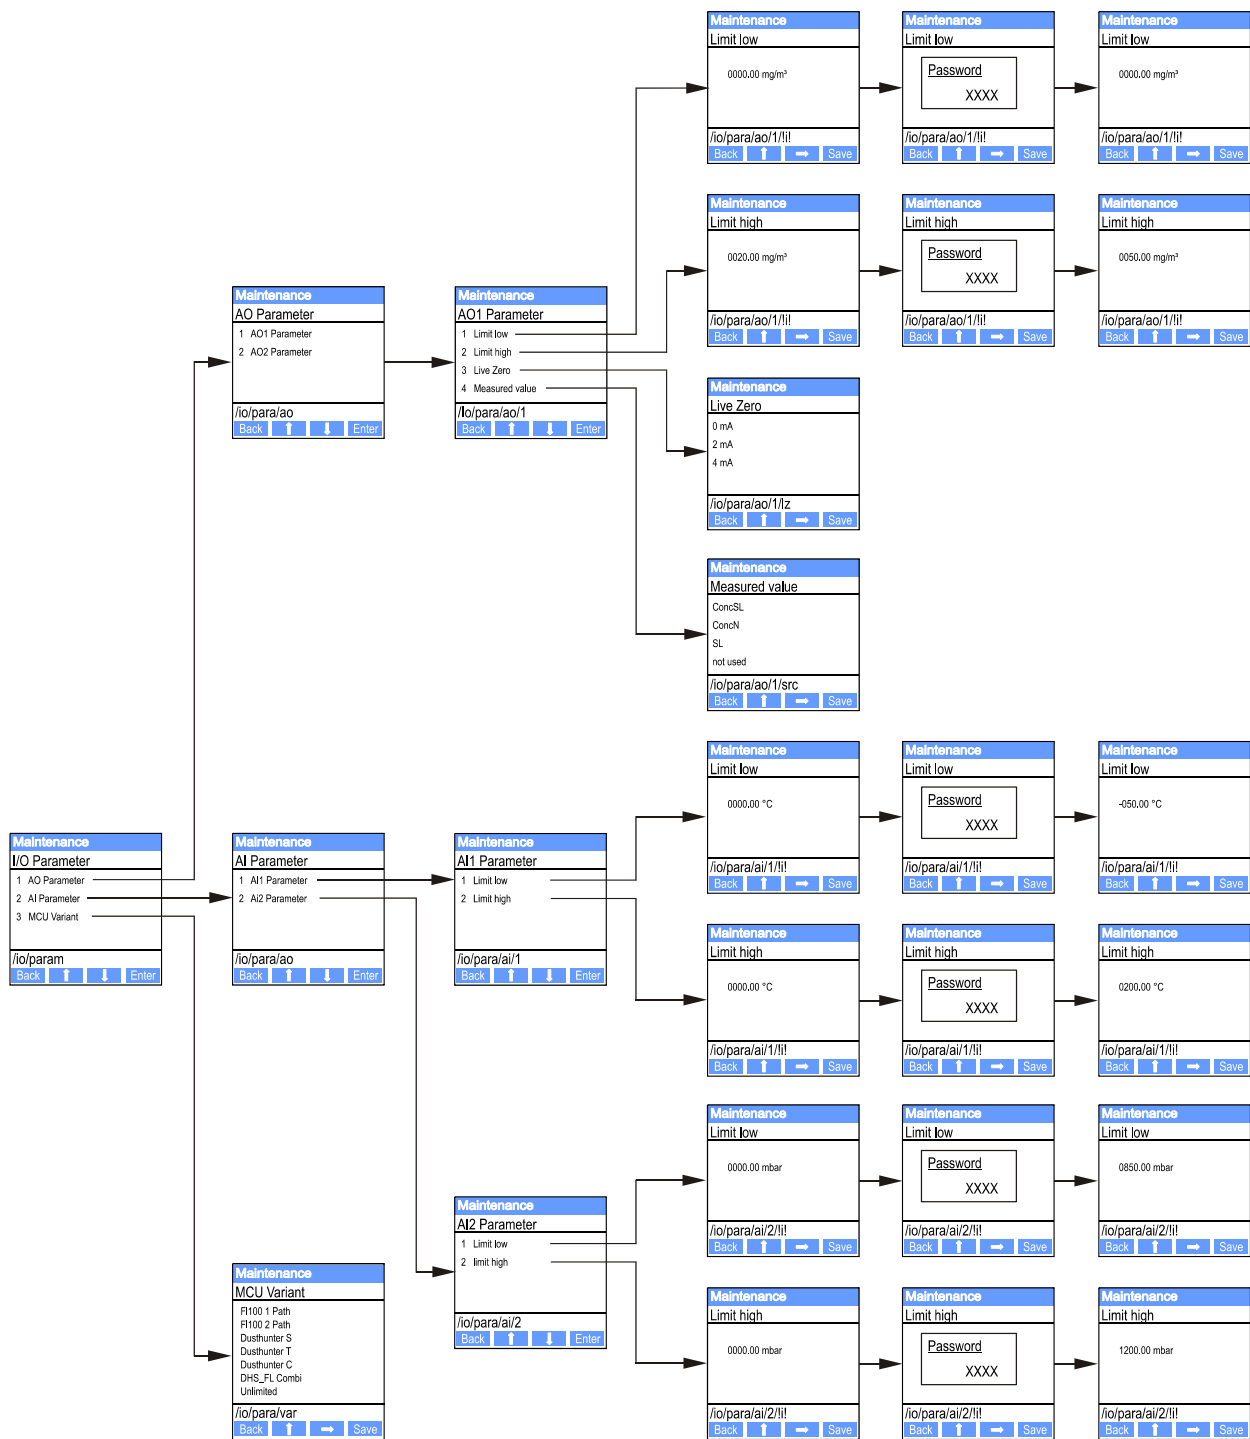 Maintenance
Limit low
0000.00 mg/m³
/io/para/ao/1/!i!
Back Save
Maintenance
Limit low
Password
XXXX
/io/para/ao/1/!i!
Back Save
Maintenance
Limit low
0000.00 mg/m³
/io/para/ao/1/!i!
Back Save
Maintenance
Limit high
0020.00 mg/m³
/io/para/ao/1/!i!
Back Save
Maintenance
Limit high
Password
XXXX
/io/para/ao/1/!i!
Back Save
Maintenance
Limit high
0050.00 mg/m³
/io/para/ao/1/!i!
Back Save
Maintenance
AO Parameter
1 AO1 Parameter
2 AO2 Parameter
/io/para/ao
Back Enter
Maintenance
AO1 Parameter
1 Limit low
2 Limit high
3 Live Zero
4 Measured value
/Io/para/ao/1
Back Enter
Maintenance
Live Zero
0 mA
2 mA
4 mA
/io/para/ao/1/lz
Back Save
Maintenance
Measured value
ConcSL
ConcN
SL
not used
/io/para/ao/1/src
Back Save
Maintenance
I/O Parameter
1 AO Parameter
2 AI Parameter
3 MCU Variant
/io/param
Back Enter
Maintenance
AI Parameter
1 AI1 Parameter
2 Ai2 Parameter
/io/para/ao
Back Enter
Maintenance
AI1 Parameter
1 Limit low
2 Limit high
/io/para/ai/1
Back Enter
Maintenance
Limit low
0000.00 °C
/io/para/ai/1/!i!
Back Save
Maintenance
Limit low
Password
XXXX
/io/para/ai/1/!i!
Back Save
Maintenance
Limit low
-050.00 °C
/io/para/ai/1/!i!
Back Save
Maintenance
Limit high
0000.00 °C
/io/para/ai/1/!i!
Back Save
Maintenance
Limit high
Password
XXXX
/io/para/ai/1/!i!
Back Save
Maintenance
Limit high
0200.00 °C
/io/para/ai/1/!i!
Back Save
Maintenance
AI2 Parameter
1 Limit low
2 limit high
/io/para/ai/2
Back Enter
Maintenance
Limit low
0000.00 mbar
/io/para/ai/2/!i!
Back Save
Maintenance
Limit low
Password
XXXX
/io/para/ai/2/!i!
Back Save
Maintenance
Limit low
0850.00 mbar
/io/para/ai/2/!i!
Back Save
Maintenance
MCU Variant
Fl100 1 Path
Fl100 2 Path
Dusthunter S
Dusthunter T
Dusthunter C
DHS_FL Combi
Unlimited
/io/para/var
Back Save
Maintenance
Limit high
0000.00 mbar
/io/para/ai/2/!i!
Back Save
Maintenance
Limit high
Password
XXXX
/io/para/ai/2/!i!
Back Save
Maintenance
Limit high
1200.00 mbar
/io/para/ai/2/!i!
Back Save